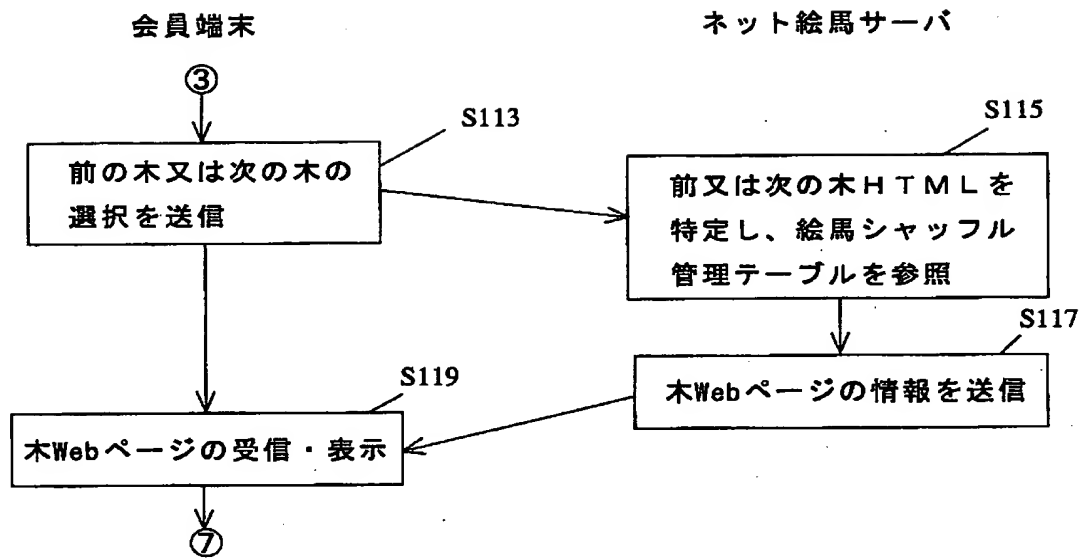 会員端末
ネット絵馬サーバ
③
S113
S115
前の木又は次の木の
選択を送信
前又は次の木HTMLを
特定し、絵馬シャッフル
管理テーブルを参照
S117
木Webページの情報を送信
S119
木Webページの受信・表示
⑦